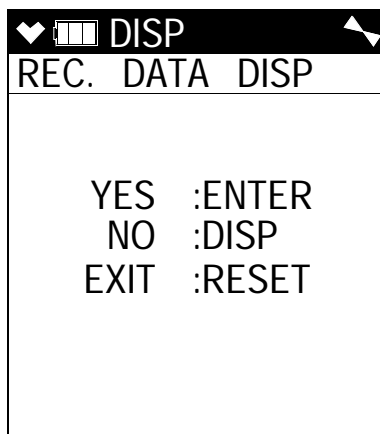 DISP
REC. DATA DISP
YES :ENTER
NO :DISP
EXIT :RESET